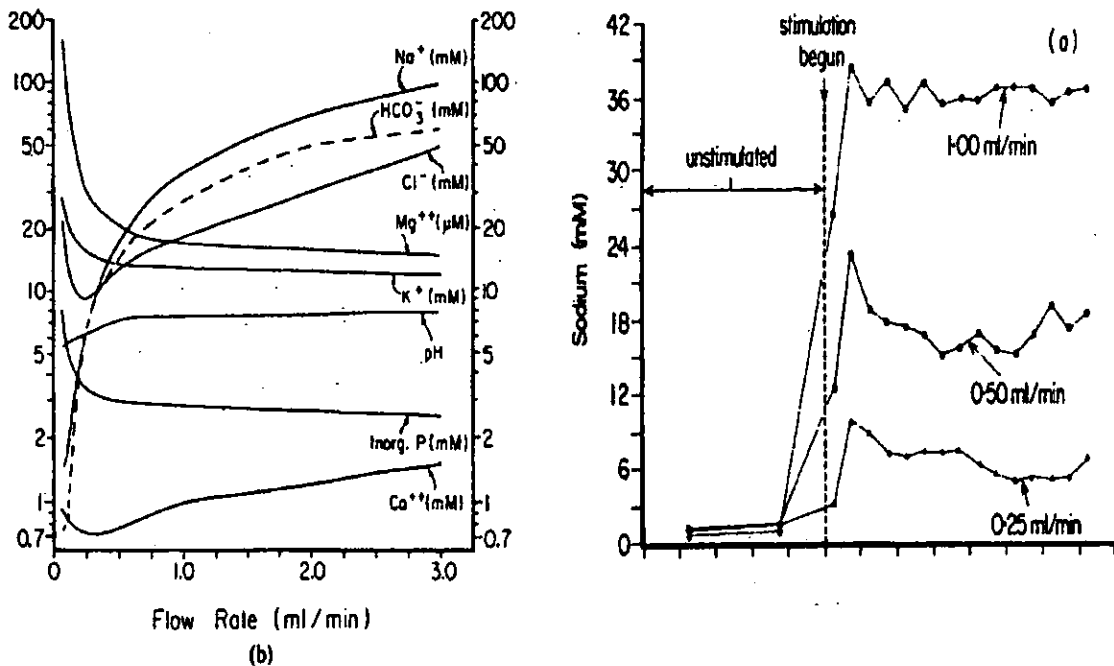 200
100
50
20
10
5
2
1
0.7
200
100
50
20
10
5
2
1
0.7
Na⁺(mM)
HCO₃⁻(mM)
Cl⁻(mM)
Mg⁺⁺(μM)
K⁺(mM)
pH
Inorg. P(mM)
Ca⁺⁺(mM)
0 1.0 2.0 3.0
Flow Rate (ml/min)
(b)
42
36
30
24
18
12
6
0
Sodium (mM)
stimulation
begun
(a)
unstimulated
1·00 ml/min
0·50 ml/min
0·25 ml/min